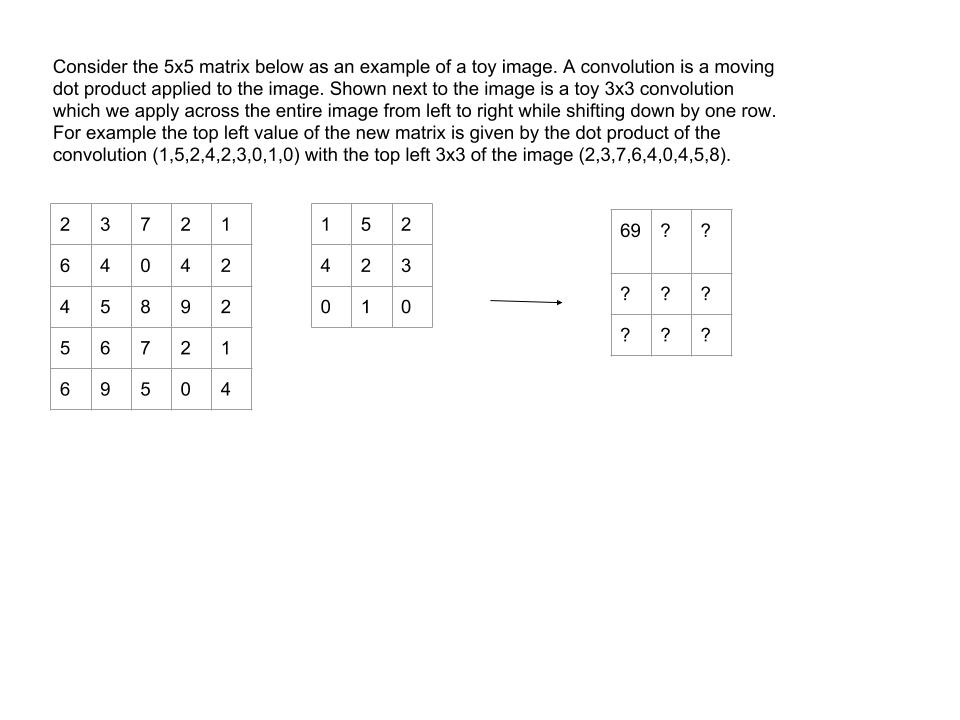 Consider the 5x5 matrix below as an example of a toy image. A convolution is a moving
dot product applied to the image. Shown next to the image is a toy 3x3 convolution
which we apply across the entire image from left to right while shifting down by one row.
For example the top left value of the new matrix is given by the dot product of the
convolution (1,5,2,4,2,3,0,1,0) with the top left 3x3 of the image (2,3,7,6,4,0,4,5,8).
2 3 7 2 1
6 4 0 4 2
4 5 8 9 2
5 6 7 2 1
6 9 5 0 4
1 5 2
4 2 3
0 1 0
69 ? ?
? ? ?
? ? ?